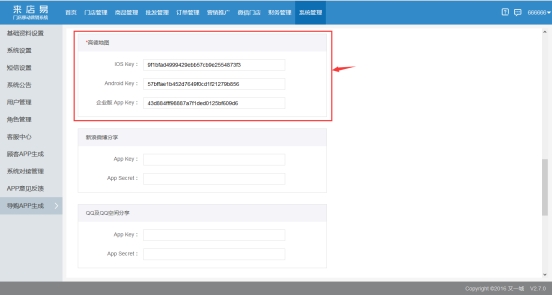 来店易
门店移动营销系统
首页 门店管理 商品管理 批发管理 订单管理 营销推广 微信门店 财务管理 系统管理
666666
基础资料设置
系统设置
短信设置
系统公告
用户管理
角色管理
客服中心
顾客APP生成
系统对接管理
APP意见反馈
导购APP生成
*高德地图
IOS Key：
Android Key：
企业版 App Key：
新浪微博分享
App Key：
App Secret：
QQ及QQ空间分享
App Key：
App Secret：
Copyright ©2016 又一城 V2.7.0